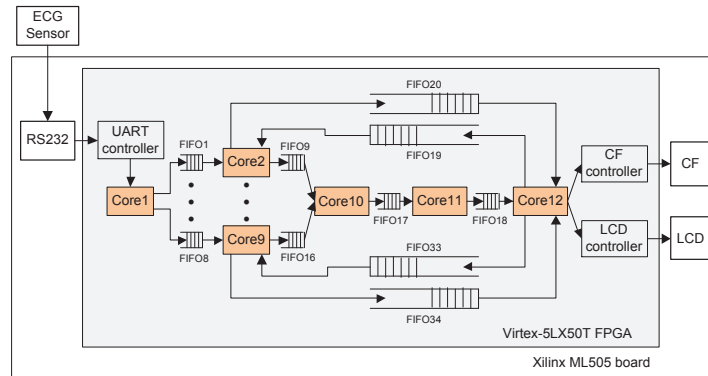 ECG
Sensor
RS232
UART
controller
Core1
FIFO1
FIFO8
Core2
Core9
FIFO9
FIFO16
Core10
FIFO17
Core11
FIFO18
Core12
FIFO20
FIFO19
FIFO33
FIFO34
CF
controller
LCD
controller
CF
LCD
Virtex-5LX50T FPGA
Xilinx ML505 board